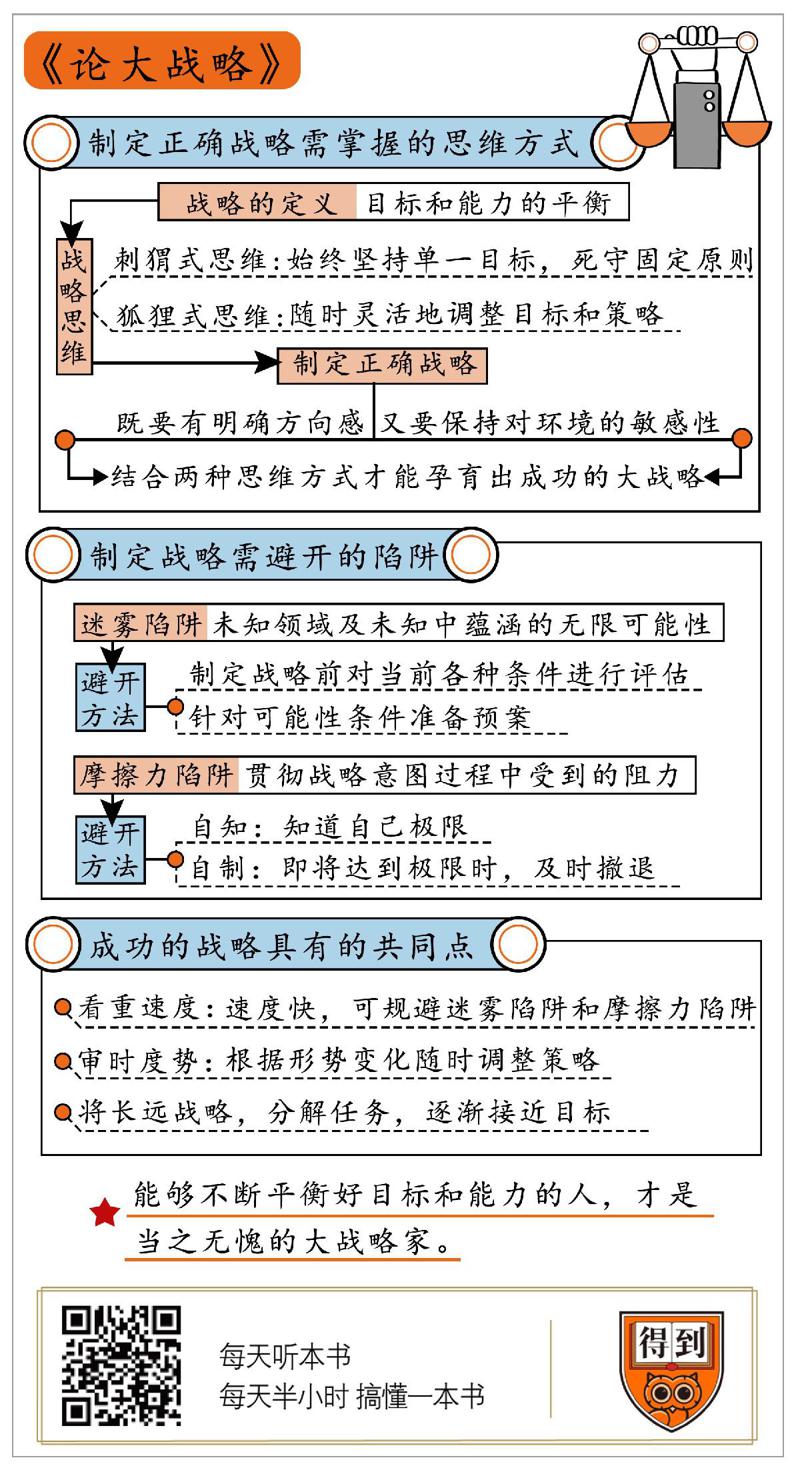 《论大战略》
制定正确战略需掌握的思维方式
战略的定义 目标和能力的平衡
战略思维
刺猬式思维:始终坚持单一目标，死守固定原则
狐狸式思维:随时灵活地调整目标和策略
制定正确战略
既要有明确方向感 又要保持对环境的敏感性
结合两种思维方式才能孕育出成功的大战略
制定战略需避开的陷阱
迷雾陷阱 未知领域及未知中蕴涵的无限可能性
避开
方法
制定战略前对当前各种条件进行评估
针对可能性条件准备预案
摩擦力陷阱 贯彻战略意图过程中受到的阻力
避开
方法
自知：知道自己极限
自制：即将达到极限时，及时撤退
成功的战略具有的共同点
看重速度：速度快，可规避迷雾陷阱和摩擦力陷阱
审时度势：根据形势变化随时调整策略
将长远战略，分解任务，逐渐接近目标
能够不断平衡好目标和能力的人，才是
当之无愧的大战略家。
每天听本书
每天半小时 搞懂一本书
得到